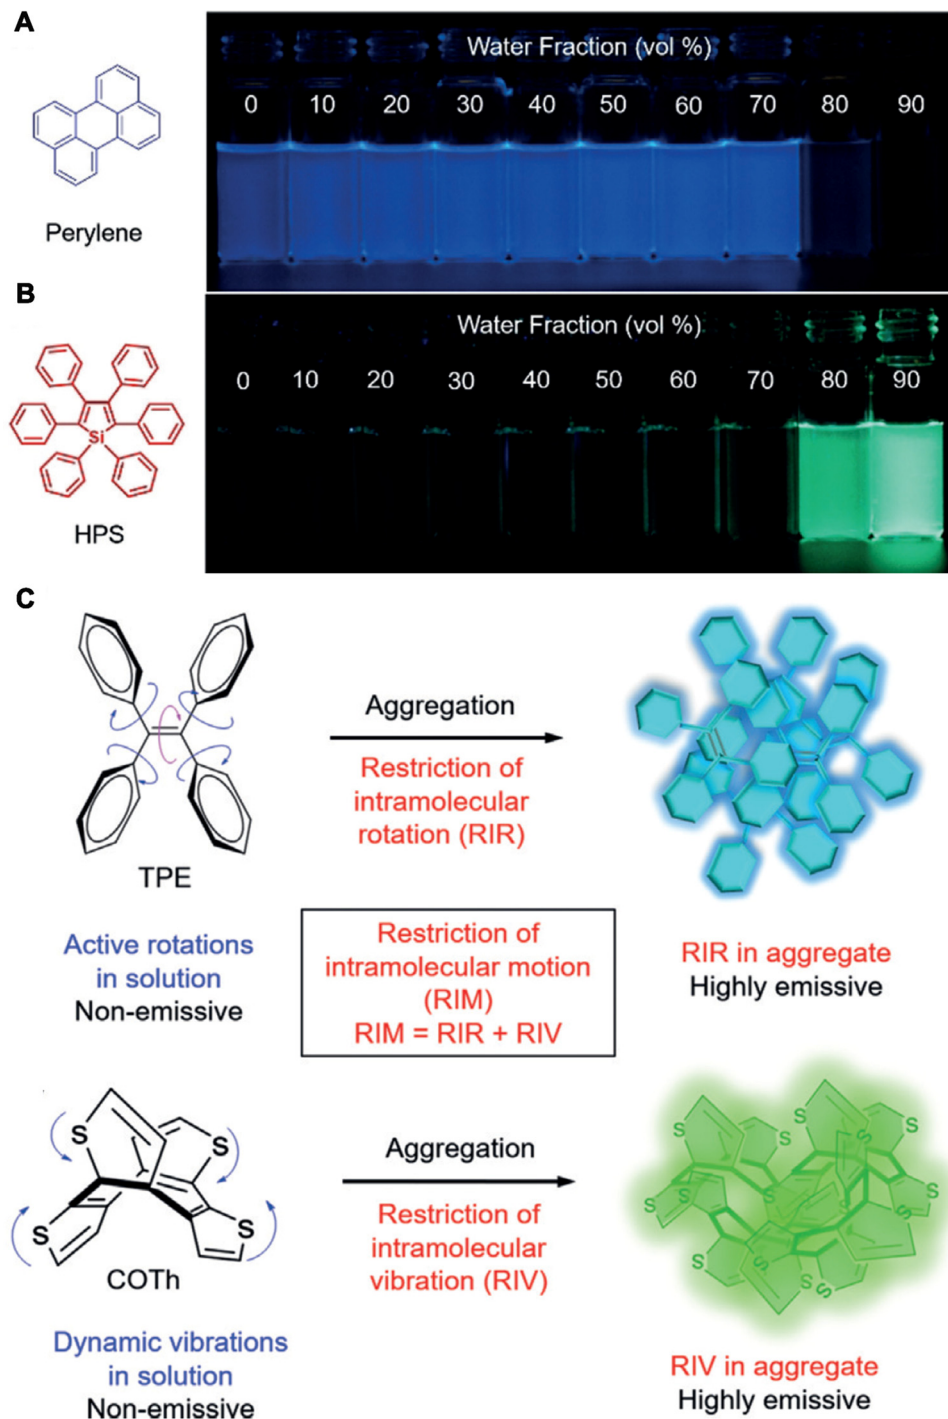 A
Water Fraction (vol %)
0 10 20 30 40 50 60 70 80 90
Perylene
B
Water Fraction (vol %)
0 10 20 30 40 50 60 70 80 90
Si
HPS
C
TPE
Aggregation
Restriction of
intramolecular
rotation (RIR)
Active rotations
in solution
Non-emissive
Restriction of
intramolecular motion
(RIM)
RIM = RIR + RIV
RIR in aggregate
Highly emissive
S S
S S
COTh
Aggregation
Restriction of
intramolecular
vibration (RIV)
S S S S S
S S S S S S
Dynamic vibrations
in solution
Non-emissive
RIV in aggregate
Highly emissive